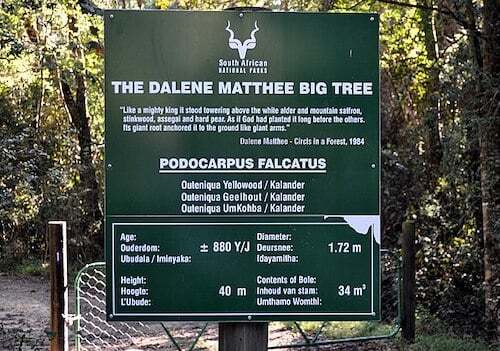 South African
NATIONAL PARKS
THE DALENE MATTHEE BIG TREE
"Like a mighty king it stood towering above the white alder and mountain saffron,
stinkwood, assegai and hard pear. As if God had planted it long before the others.
Its giant root anchored it to the ground like giant arms."
Dalene Matthee - Circls in a Forest, 1984
PODOCARPUS FALCATUS
Outeniqua Yellowood / Kalander
Outeniqua Geelhout / Kalander
Outeniqua UmKohba / Kalander
Age:
Ouderdom: ± 880 Y/J
Ubudala / Iminyaka:
Diameter:
Deursnee: 1.72 m
Idayamitha:
Height:
Hoogte: 40 m
L'Ubude:
Contents of Bole:
Inhoud van stam: 34 m³
Umthamo Womthi: